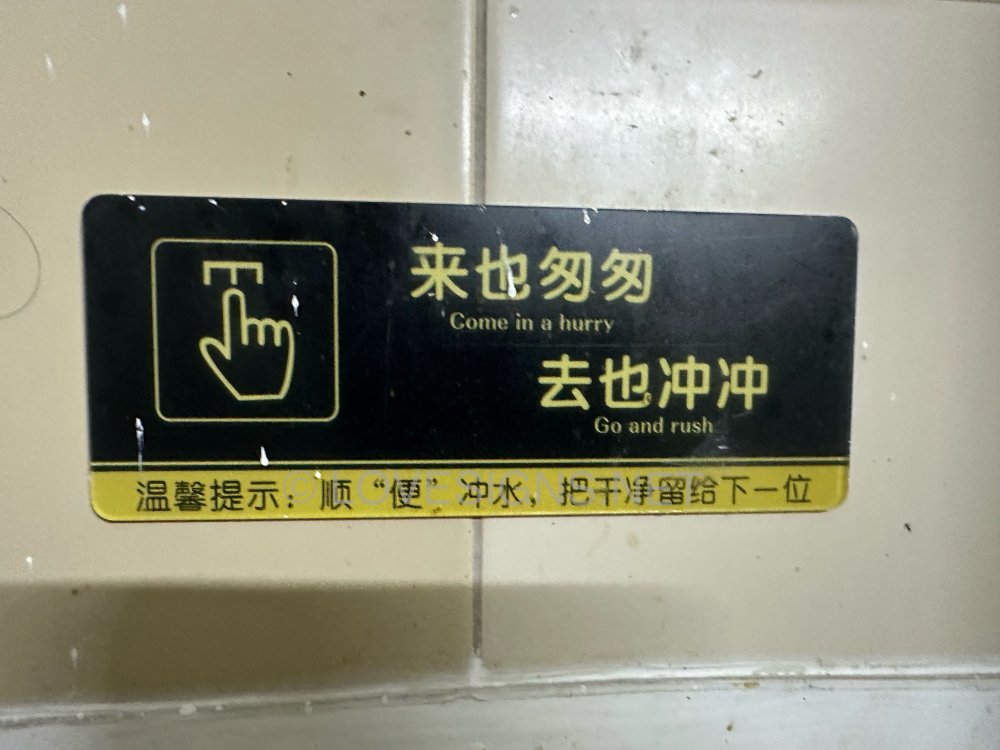 来也匆匆
Come in a hurry
去也冲冲
Go and rush
温馨提示：顺“便”冲水，把干净留给下一位